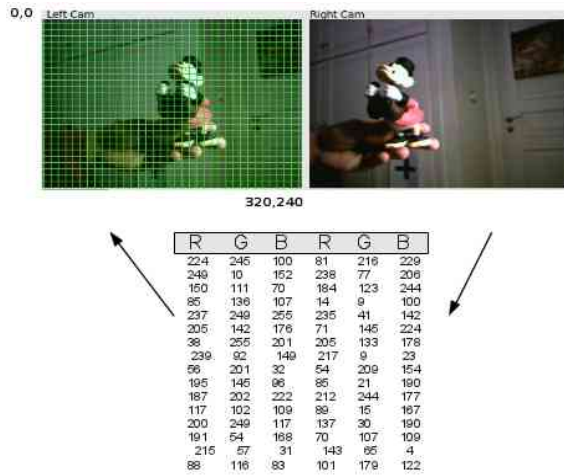 0,0 Left Cam Right Cam
320,240
R G B R G B
224 245 100 81 216 229
249 10 152 238 77 206
150 111 70 184 123 244
85 136 107 14 9 100
237 249 255 235 41 142
205 142 176 71 145 224
38 255 201 205 133 178
239 92 149 217 9 23
56 201 32 54 209 154
195 145 96 85 21 190
187 202 222 212 244 177
117 102 109 89 15 167
200 249 117 137 30 190
191 54 168 70 107 109
215 57 31 143 65 4
88 116 83 101 179 122